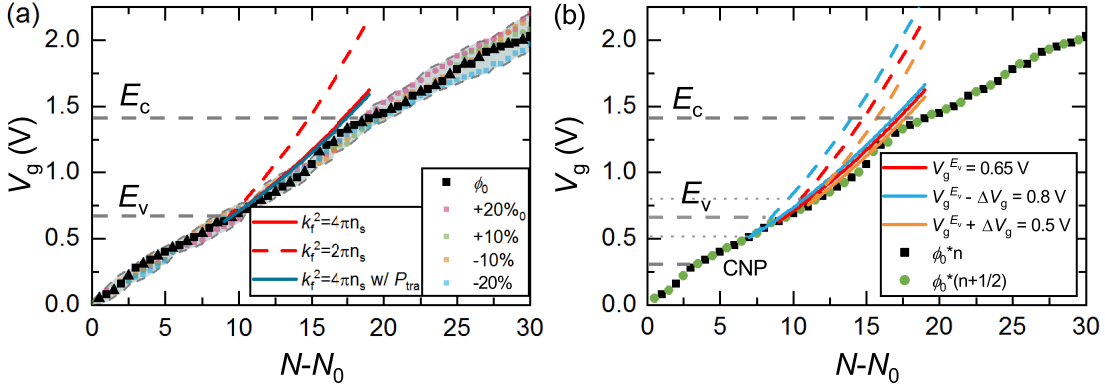 (a)
2.0
1.5
1.0
0.5
0.0
V_g (V)
E_c
E_v
k_f^2=4πn_s
k_f^2=2πn_s
k_f^2=4πn_s w/ P_tra
ϕ_0
+20%_0
+10%
-10%
-20%
0 5 10 15 20 25 30
N-N_0
(b)
2.0
1.5
1.0
0.5
0.0
V_g (V)
E_c
E_v
CNP
V_g^{E_v} = 0.65 V
V_g^{E_v} - ΔV_g = 0.8 V
V_g^{E_v} + ΔV_g = 0.5 V
ϕ_0*n
ϕ_0*(n+1/2)
0 5 10 15 20 25 30
N-N_0